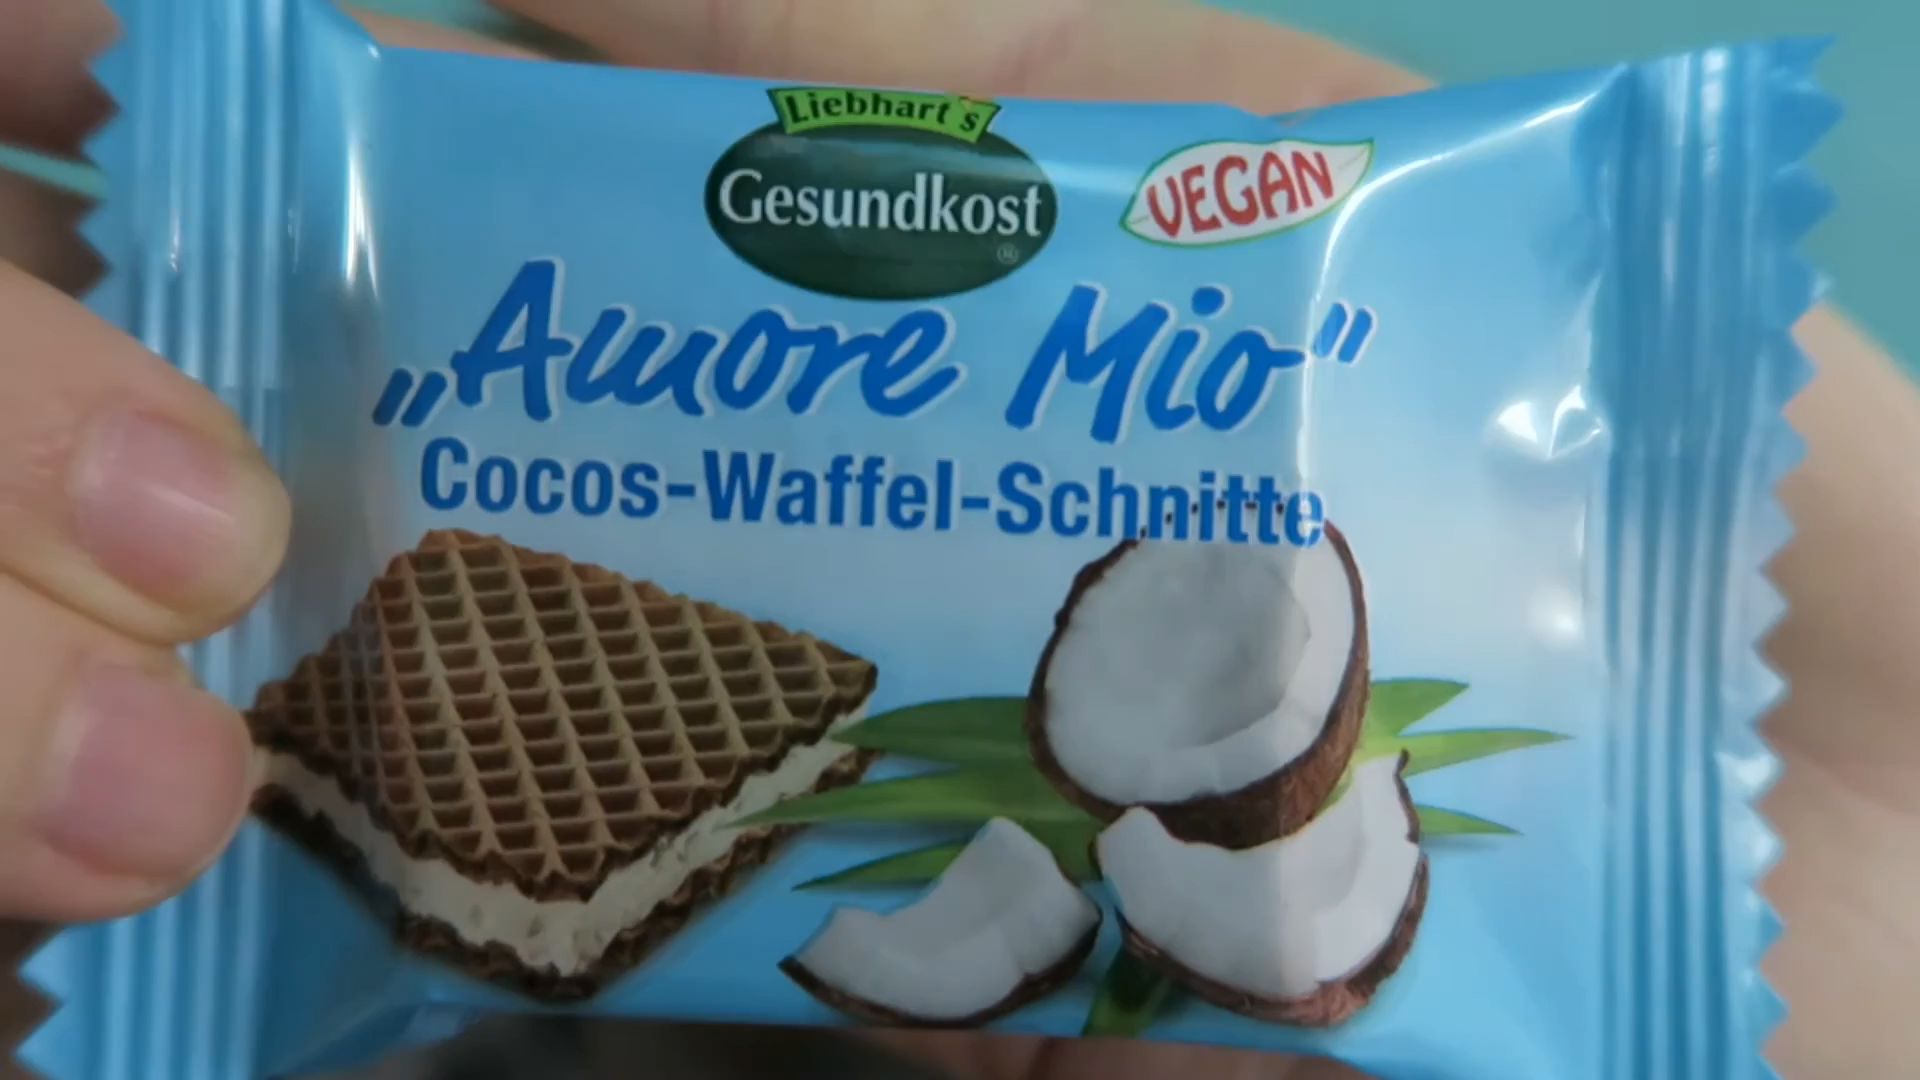 Liebhart's
Gesundkost
®
VEGAN
„Amore Mio“
Cocos-Waffel-Schnitte